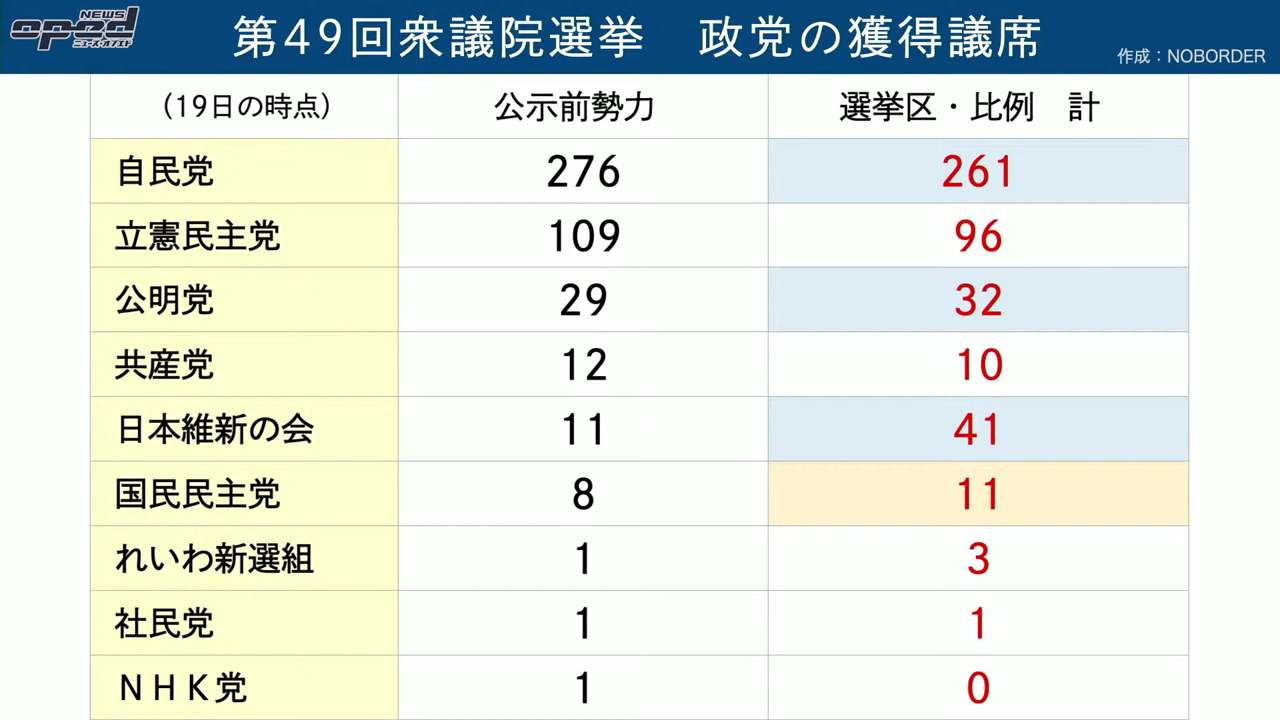 NEWS
oped
ニューズ・オプエド
第49回衆議院選挙　政党の獲得議席
作成：NOBORDER
（19日の時点） 公示前勢力 選挙区・比例　計
自民党 276 261
立憲民主党 109 96
公明党 29 32
共産党 12 10
日本維新の会 11 41
国民民主党 8 11
れいわ新選組 1 3
社民党 1 1
ＮＨＫ党 1 0